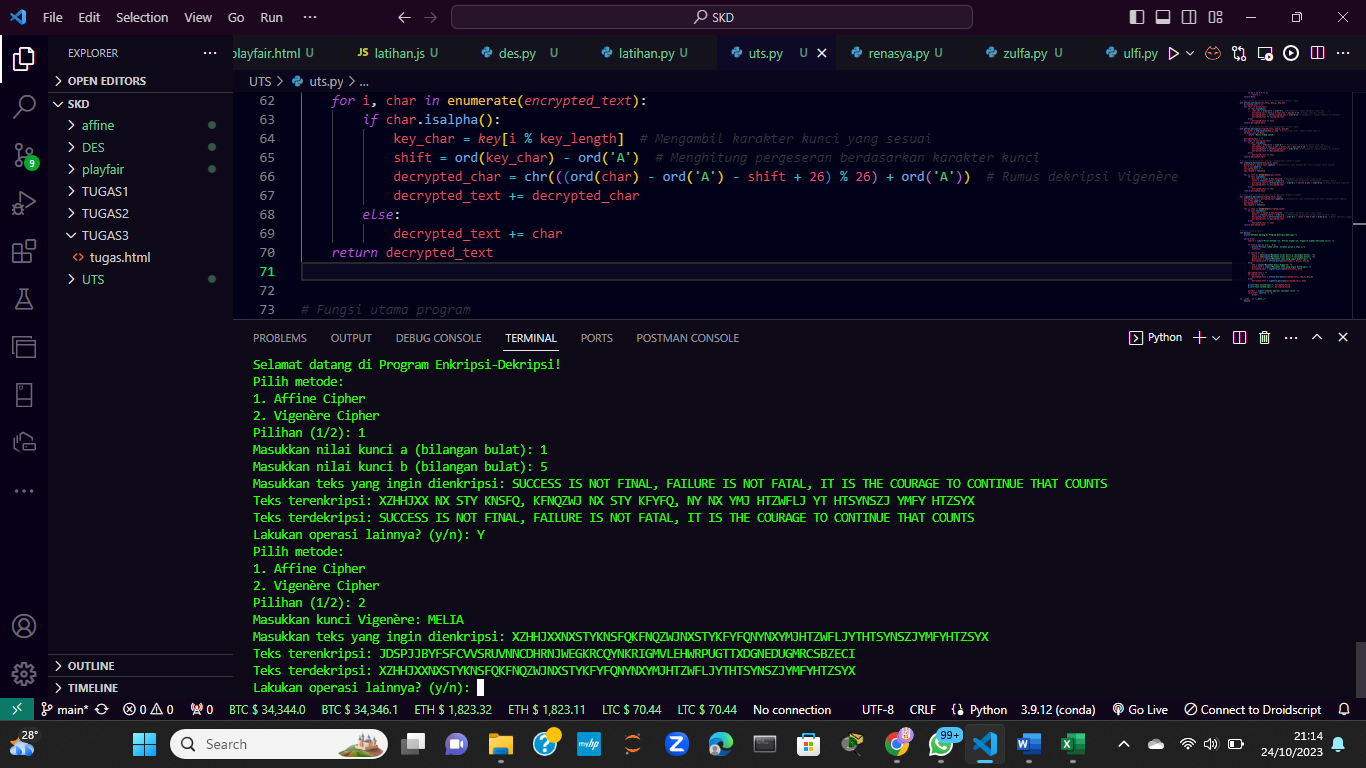 File Edit Selection View Go Run ··· SKD
EXPLORER ···
OPEN EDITORS
SKD
affine
DES
playfair
TUGAS1
TUGAS2
TUGAS3
<> tugas.html
UTS
OUTLINE
TIMELINE
9
playfair.html U JS latihan.js U des.py U latihan.py U uts.py U renasya.py U zulfa.py U ulfi.py
UTS > uts.py > ...
62 for i, char in enumerate(encrypted_text):
63 if char.isalpha():
64 key_char = key[i % key_length] # Mengambil karakter kunci yang sesuai
65 shift = ord(key_char) - ord('A') # Menghitung pergeseran berdasarkan karakter kunci
66 decrypted_char = chr(((ord(char) - ord('A') - shift + 26) % 26) + ord('A')) # Rumus dekripsi Vigenère
67 decrypted_text += decrypted_char
68 else:
69 decrypted_text += char
70 return decrypted_text
71
72
73 # Fungsi utama program
PROBLEMS OUTPUT DEBUG CONSOLE TERMINAL PORTS POSTMAN CONSOLE Python
Selamat datang di Program Enkripsi-Dekripsi!
Pilih metode:
1. Affine Cipher
2. Vigenère Cipher
Pilihan (1/2): 1
Masukkan nilai kunci a (bilangan bulat): 1
Masukkan nilai kunci b (bilangan bulat): 5
Masukkan teks yang ingin dienkripsi: SUCCESS IS NOT FINAL, FAILURE IS NOT FATAL, IT IS THE COURAGE TO CONTINUE THAT COUNTS
Teks terenkripsi: XZHHJXX NX STY KNSFQ, KFNQZWJ NX STY KFYFQ, NY NX YMJ HTZWFLJ YT HTSYNSZJ YMFY HTZSYX
Teks terdekripsi: SUCCESS IS NOT FINAL, FAILURE IS NOT FATAL, IT IS THE COURAGE TO CONTINUE THAT COUNTS
Lakukan operasi lainnya? (y/n): Y
Pilih metode:
1. Affine Cipher
2. Vigenère Cipher
Pilihan (1/2): 2
Masukkan kunci Vigenère: MELIA
Masukkan teks yang ingin dienkripsi: XZHHJXXNXSTYKNSFQKFNQZWJNXSTYKFYFQNYNXYMJHTZWFLJYTHTSYNSZJYMFYHTZSYX
Teks terenkripsi: JDSPJJBYFSFCVVSRUVNNCDHRNJWEGKRCQYNKRIGMVLEHWRPUGTTXDGNEDUGMRCSBZECI
Teks terdekripsi: XZHHJXXNXSTYKNSFQKFNQZWJNXSTYKFYFQNYNXYMJHTZWFLJYTHTSYNSZJYMFYHTZSYX
Lakukan operasi lainnya? (y/n):
main* 0 0 0 BTC $ 34,344.0 BTC $ 34,346.1 ETH $ 1,823.32 ETH $ 1,823.11 LTC $ 70.44 LTC $ 70.44 No connection UTF-8 CRLF Python 3.9.12 (conda) Go Live Connect to Droidscript
28° Search myhp 99+ 21:14
24/10/2023